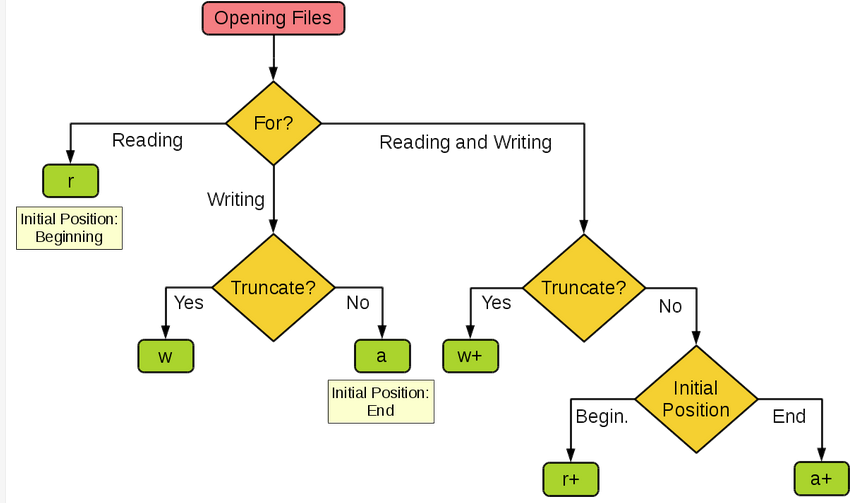 Opening Files
For?
Reading
Reading and Writing
r
Writing
Initial Position:
Beginning
Truncate?
Truncate?
Yes
No
Yes
No
w
a
w+
Initial Position:
End
Initial
Position
Begin.
End
r+
a+